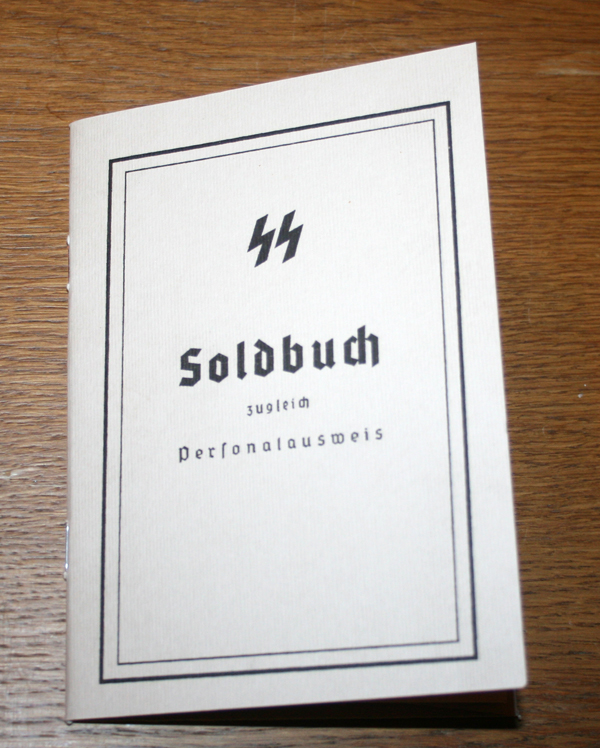 ᛋᛋ
Soldbuch
zugleich
Perſonalausweis